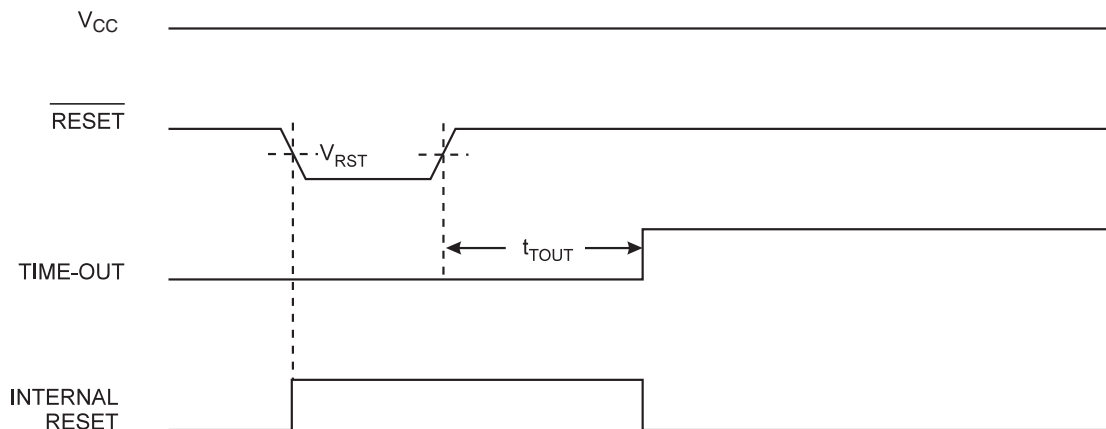 VCC
RESET
VRST
tTOUT
TIME-OUT
INTERNAL
RESET